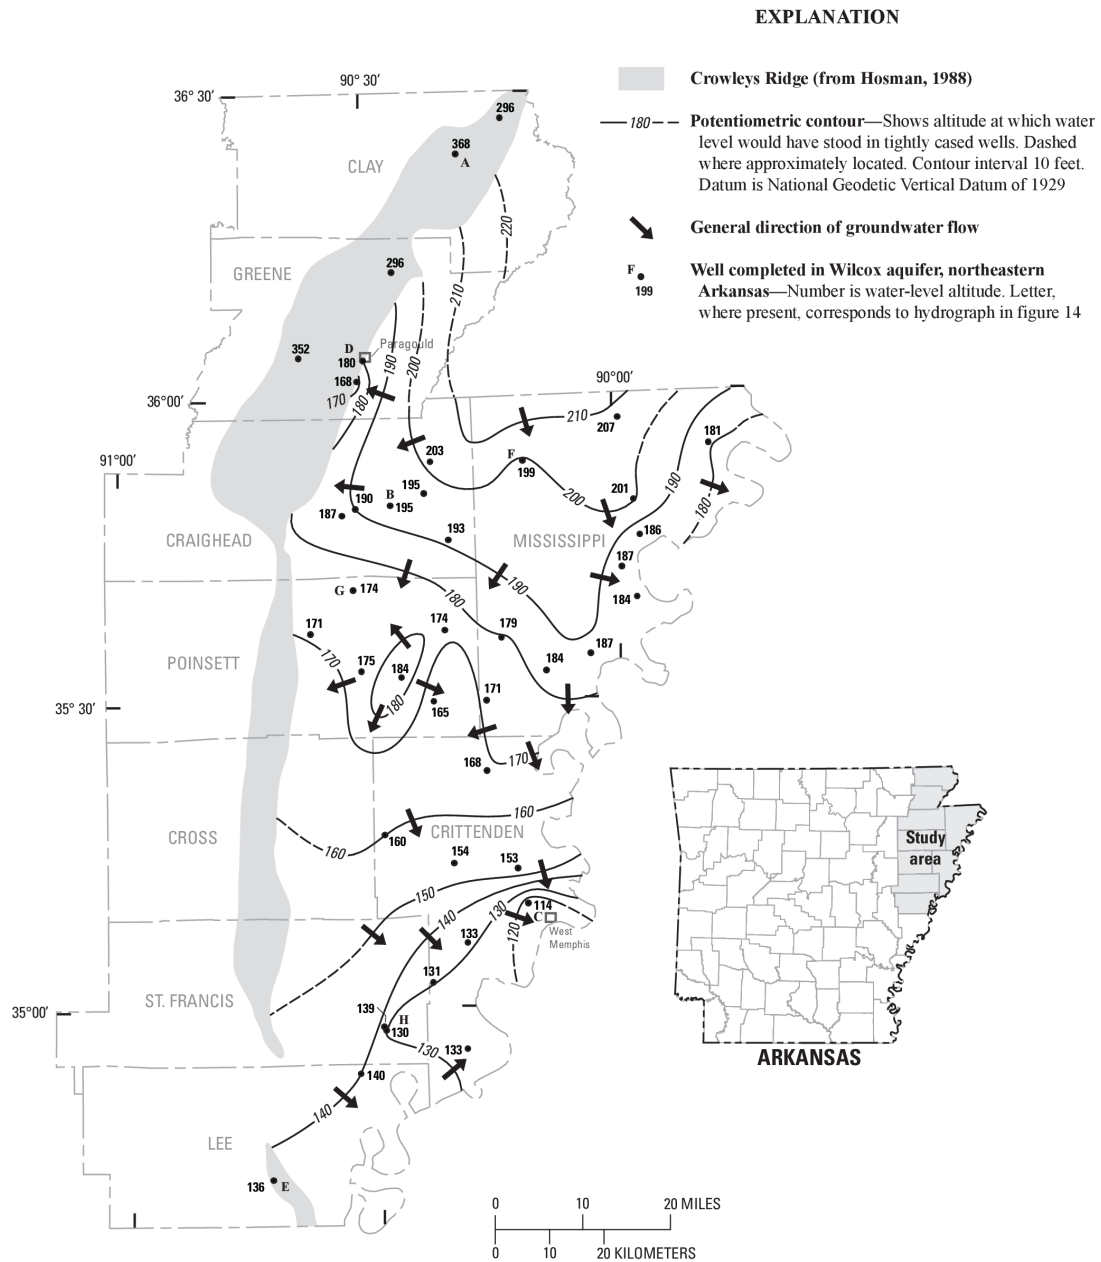 EXPLANATION
Crowleys Ridge (from Hosman, 1988)
—180— Potentiometric contour—Shows altitude at which water
level would have stood in tightly cased wells. Dashed
where approximately located. Contour interval 10 feet.
Datum is National Geodetic Vertical Datum of 1929
General direction of groundwater flow
F
199
Well completed in Wilcox aquifer, northeastern
Arkansas—Number is water-level altitude. Letter,
where present, corresponds to hydrograph in figure 14
90° 30'
36° 30'
296
368
A
CLAY
220
GREENE
296
210
352
D
180
Paragould
190
200
168
170
180
36°00'
90°00'
210
207
181
91°00'
203
F
199
195
B
195
200
201
190
180
190
187
193
186
CRAIGHEAD
MISSISSIPPI
187
G
174
190
184
180
171
174
179
170
187
POINSETT
175
184
184
180
165
171
35° 30'
168
170
160
CROSS
160
160
CRITTENDEN
154
153
150
140
130
114
C
West
Memphis
120
133
131
ST. FRANCIS
139
H
130
35°00'
130
133
140
140
LEE
136
E
Study
area
ARKANSAS
0 10 20 MILES
0 10 20 KILOMETERS